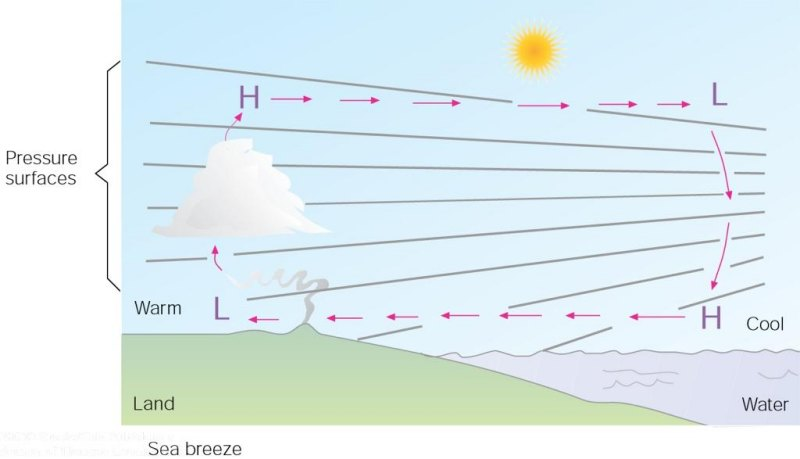 H
L
Pressure
surfaces
Warm
L
H
Cool
Land
Water
Sea breeze